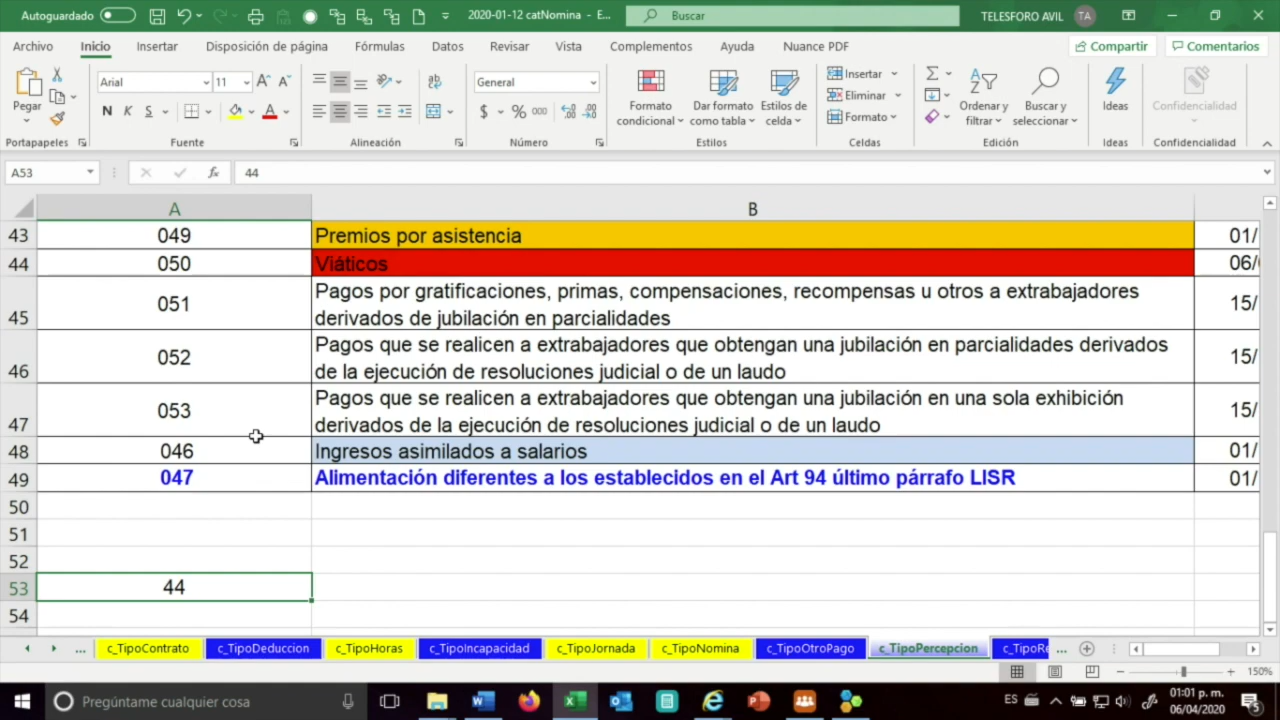 Autoguardado
2020-01-12 catNomina - E...
Buscar
TELESFORO AVIL
TA
Archivo
Inicio
Insertar
Disposición de página
Fórmulas
Datos
Revisar
Vista
Complementos
Ayuda
Nuance PDF
Compartir
Comentarios
Pegar
Arial
11
N K S
General
$ % 000
Formato condicional
Dar formato como tabla
Estilos de celda
Insertar
Eliminar
Formato
Ordenar y filtrar
Buscar y seleccionar
Ideas
Confidencialidad
Portapapeles
Fuente
Alineación
Número
Estilos
Celdas
Edición
Ideas
Confidencialidad
A53
fx
44
A
B
43 049 Premios por asistencia 01/
44 050 Viáticos 06/
45 051 Pagos por gratificaciones, primas, compensaciones, recompensas u otros a extrabajadores 15/
derivados de jubilación en parcialidades
46 052 Pagos que se realicen a extrabajadores que obtengan una jubilación en parcialidades derivados 15/
de la ejecución de resoluciones judicial o de un laudo
47 053 Pagos que se realicen a extrabajadores que obtengan una jubilación en una sola exhibición 15/
derivados de la ejecución de resoluciones judicial o de un laudo
48 046 Ingresos asimilados a salarios 01/
49 047 Alimentación diferentes a los establecidos en el Art 94 último párrafo LISR 01/
50
51
52
53 44
54
...
c_TipoContrato
c_TipoDeduccion
c_TipoHoras
c_TipoIncapacidad
c_TipoJornada
c_TipoNomina
c_TipoOtroPago
c_TipoPercepcion
c_TipoRe
...
150%
Pregúntame cualquier cosa
ES
01:01 p. m.
06/04/2020
5